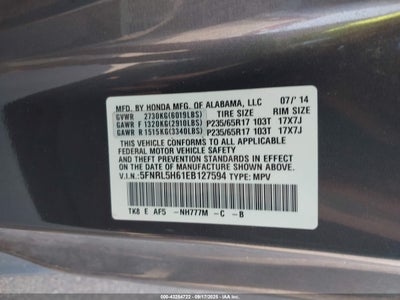 MFD. BY HONDA MFG. OF ALABAMA, LLC 07/'14
GVWR 2730KG(6019LBS) TIRE SIZE RIM SIZE
GAWR F 1320KG(2910LBS) P235/65R17 103T 17X7J
GAWR R 1515KG(3340LBS) P235/65R17 103T 17X7J
THIS VEHICLE CONFORMS TO ALL APPLICABLE
FEDERAL MOTOR VEHICLE SAFETY AND THEFT
PREVENTION STANDARDS IN EFFECT ON THE
DATE OF MANUFACTURE SHOWN ABOVE.
V.I.N:5FNRL5H61EB127594 TYPE: MPV
TK8 E AF5 -NH777M -C -B
500-43254722 - 09/17/2025 - IAA Inc.